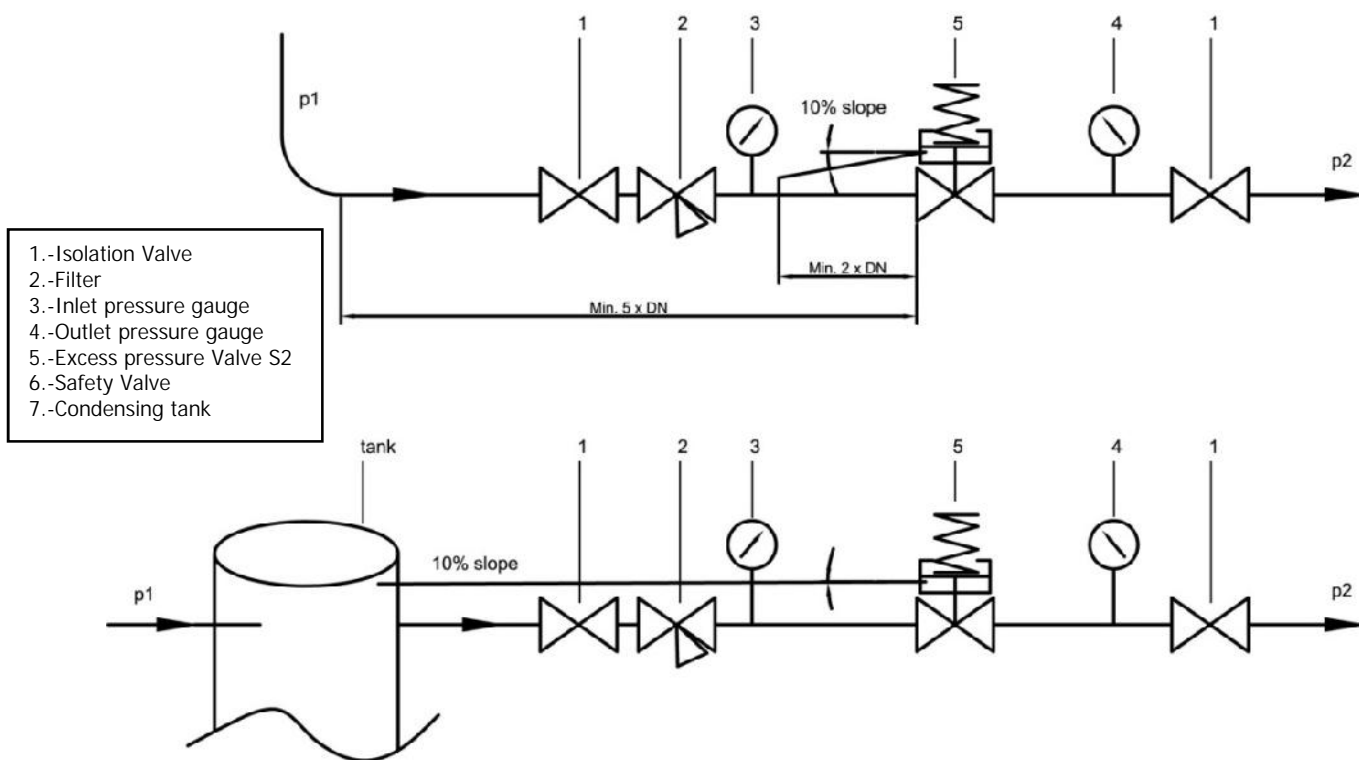 1 2 3 5 4 1
p1
10% slope
p2
Min. 2 x DN
Min. 5 x DN
1.-Isolation Valve
2.-Filter
3.-Inlet pressure gauge
4.-Outlet pressure gauge
5.-Excess pressure Valve S2
6.-Safety Valve
7.-Condensing tank
tank 1 2 3 5 4 1
10% slope
p1
p2